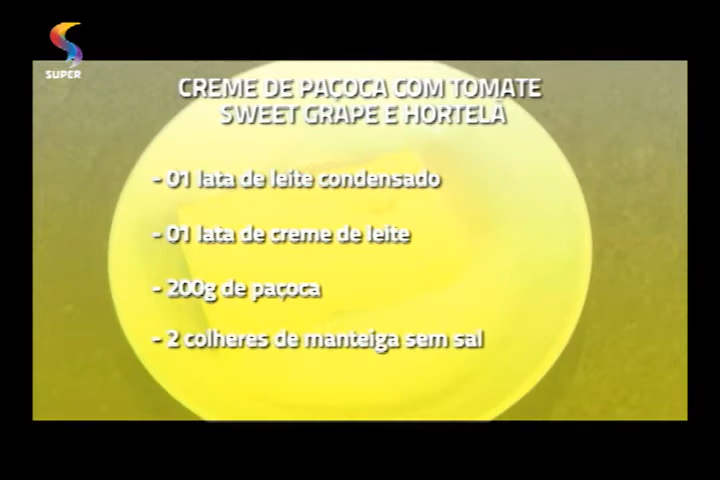 SUPER
CREME DE PAÇOCA COM TOMATE
SWEET GRAPE E HORTELÃ
- 01 lata de leite condensado
- 01 lata de creme de leite
- 200g de paçoca
- 2 colheres de manteiga sem sal